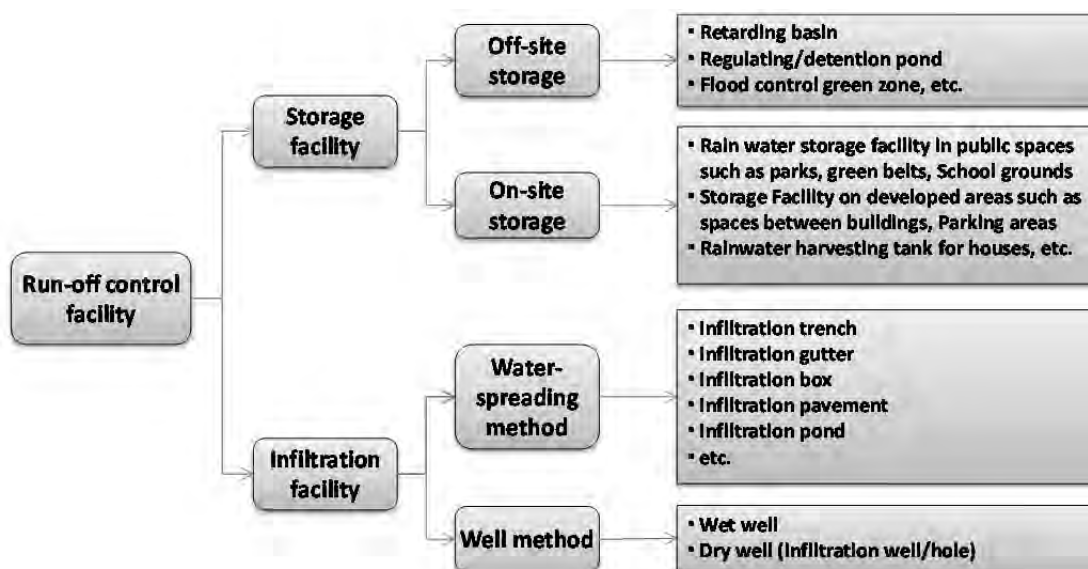 Run-off control
facility
Storage
facility
Off-site
storage
▪ Retarding basin
▪ Regulating/detention pond
▪ Flood control green zone, etc.
On-site
storage
▪ Rain water storage facility in public spaces
such as parks, green belts, School grounds
▪ Storage Facility on developed areas such as
spaces between buildings, Parking areas
▪ Rainwater harvesting tank for houses, etc.
Infiltration
facility
Water-
spreading
method
▪ Infiltration trench
▪ Infiltration gutter
▪ Infiltration box
▪ Infiltration pavement
▪ Infiltration pond
▪ etc.
Well method
▪ Wet well
▪ Dry well (Infiltration well/hole)